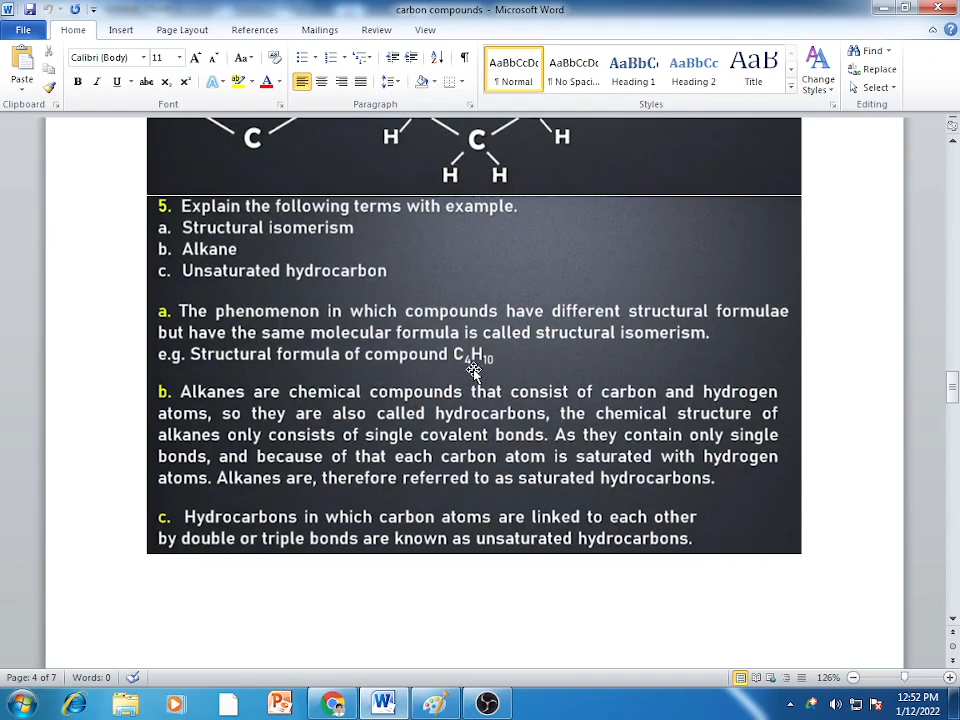 carbon compounds - Microsoft Word
File Home Insert Page Layout References Mailings Review View
Paste
Calibri (Body) 11 A A Aa
B I U abc x₂ x² A ab A
AaBbCcDc AaBbCcDc AaBbC AaBbCc AaB
¶ Normal ¶ No Spaci... Heading 1 Heading 2 Title
Change Styles
Find
Replace
Select
Clipboard Font Paragraph Styles Editing
C H C H
H H
5. Explain the following terms with example.
a. Structural isomerism
b. Alkane
c. Unsaturated hydrocarbon
a. The phenomenon in which compounds have different structural formulae
but have the same molecular formula is called structural isomerism.
e.g. Structural formula of compound C₄H₁₀
b. Alkanes are chemical compounds that consist of carbon and hydrogen
atoms, so they are also called hydrocarbons, the chemical structure of
alkanes only consists of single covalent bonds. As they contain only single
bonds, and because of that each carbon atom is saturated with hydrogen
atoms. Alkanes are, therefore referred to as saturated hydrocarbons.
c. Hydrocarbons in which carbon atoms are linked to each other
by double or triple bonds are known as unsaturated hydrocarbons.
Page: 4 of 7 Words: 0 126%
12:52 PM
1/12/2022